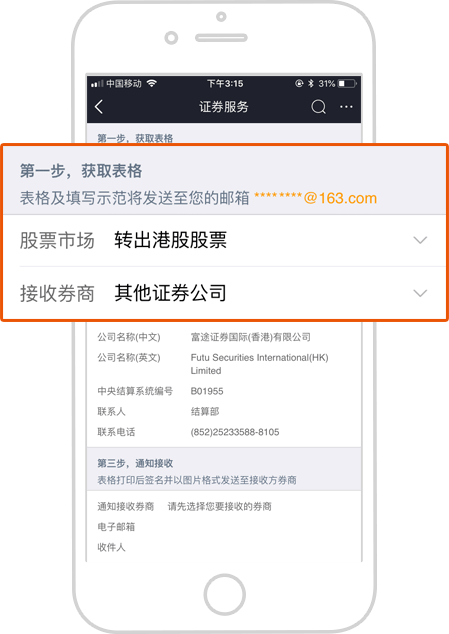 中国移动 下午3:15 31%
证券服务
第一步，获取表格
第一步，获取表格
表格及填写示范将发送至您的邮箱 ********@163.com
股票市场 转出港股股票
接收券商 其他证券公司
公司名称(中文) 富途证券国际(香港)有限公司
公司名称(英文) Futu Securities International(HK)
Limited
中央结算系统编号 B01955
联系人 结算部
联系电话 (852)25233588-8105
第三步，通知接收
表格打印后签名并以图片格式发送至接收方券商
通知接收券商 请先选择您要接收的券商
电子邮箱
收件人